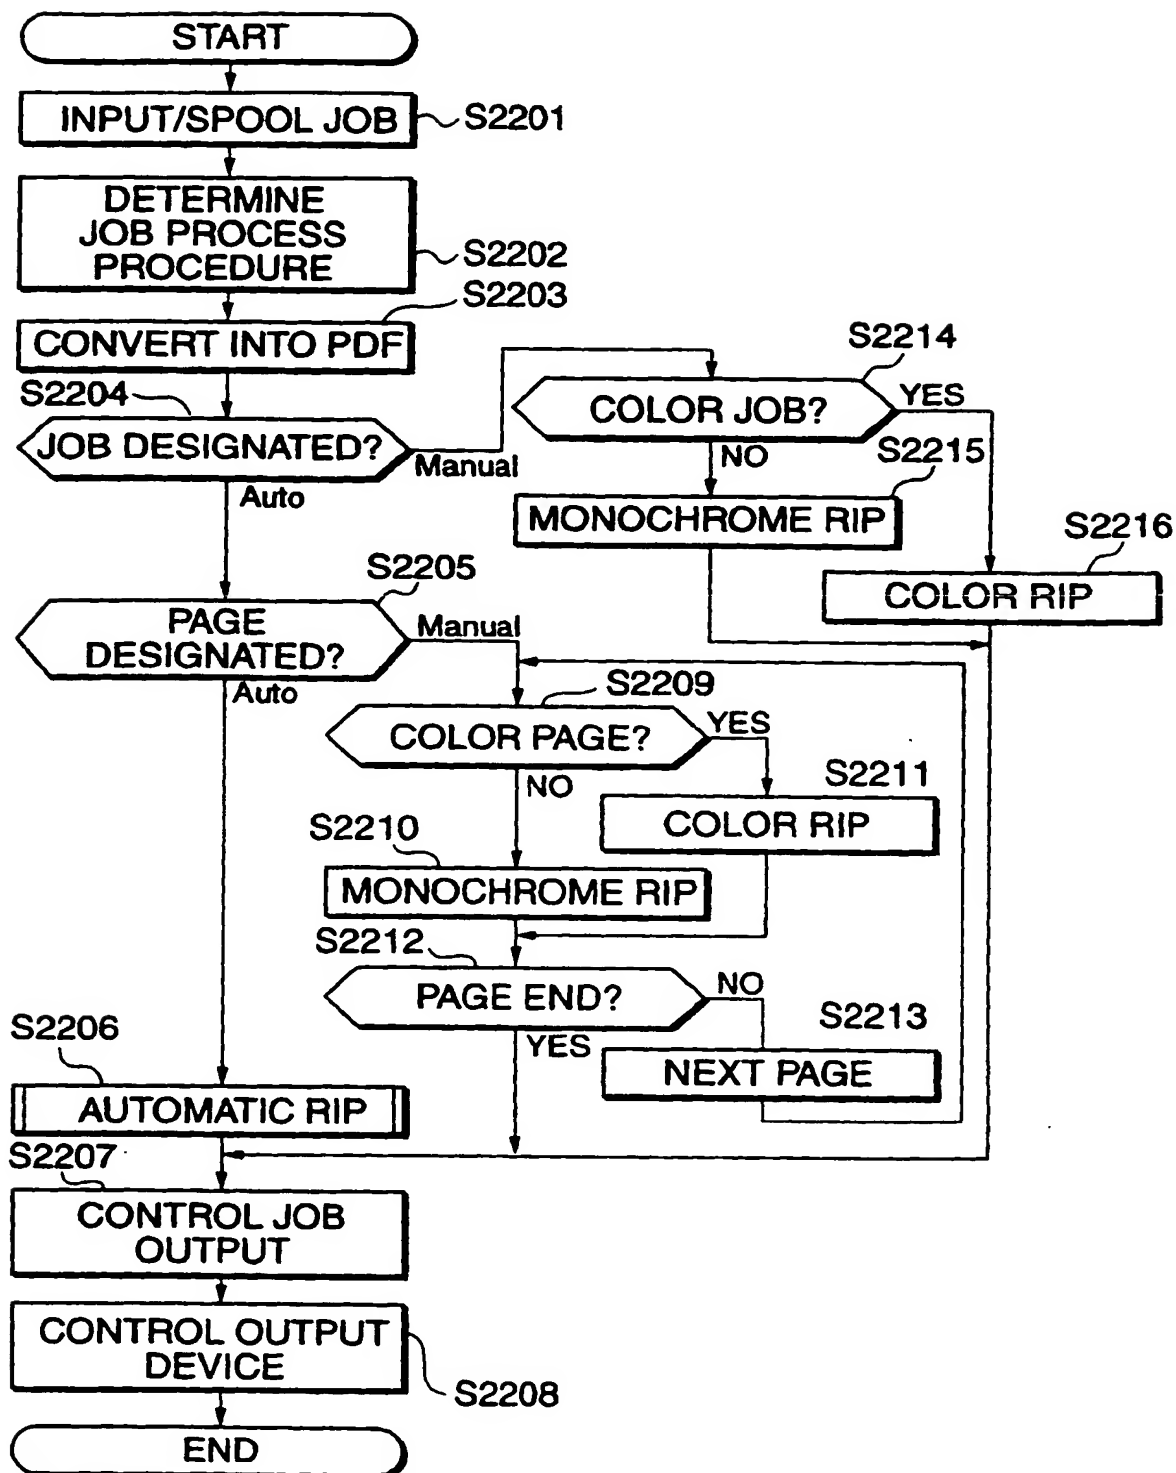 START
INPUT/SPOOL JOB
S2201
DETERMINE
JOB PROCESS
PROCEDURE
S2202
S2203
CONVERT INTO PDF
S2204
JOB DESIGNATED?
Manual
Auto
S2214
COLOR JOB?
YES
NO
S2215
MONOCHROME RIP
S2216
COLOR RIP
S2205
PAGE
DESIGNATED?
Manual
Auto
S2209
COLOR PAGE?
YES
NO
S2211
COLOR RIP
S2210
MONOCHROME RIP
S2212
PAGE END?
NO
YES
S2213
NEXT PAGE
S2206
AUTOMATIC RIP
S2207
CONTROL JOB
OUTPUT
CONTROL OUTPUT
DEVICE
S2208
END